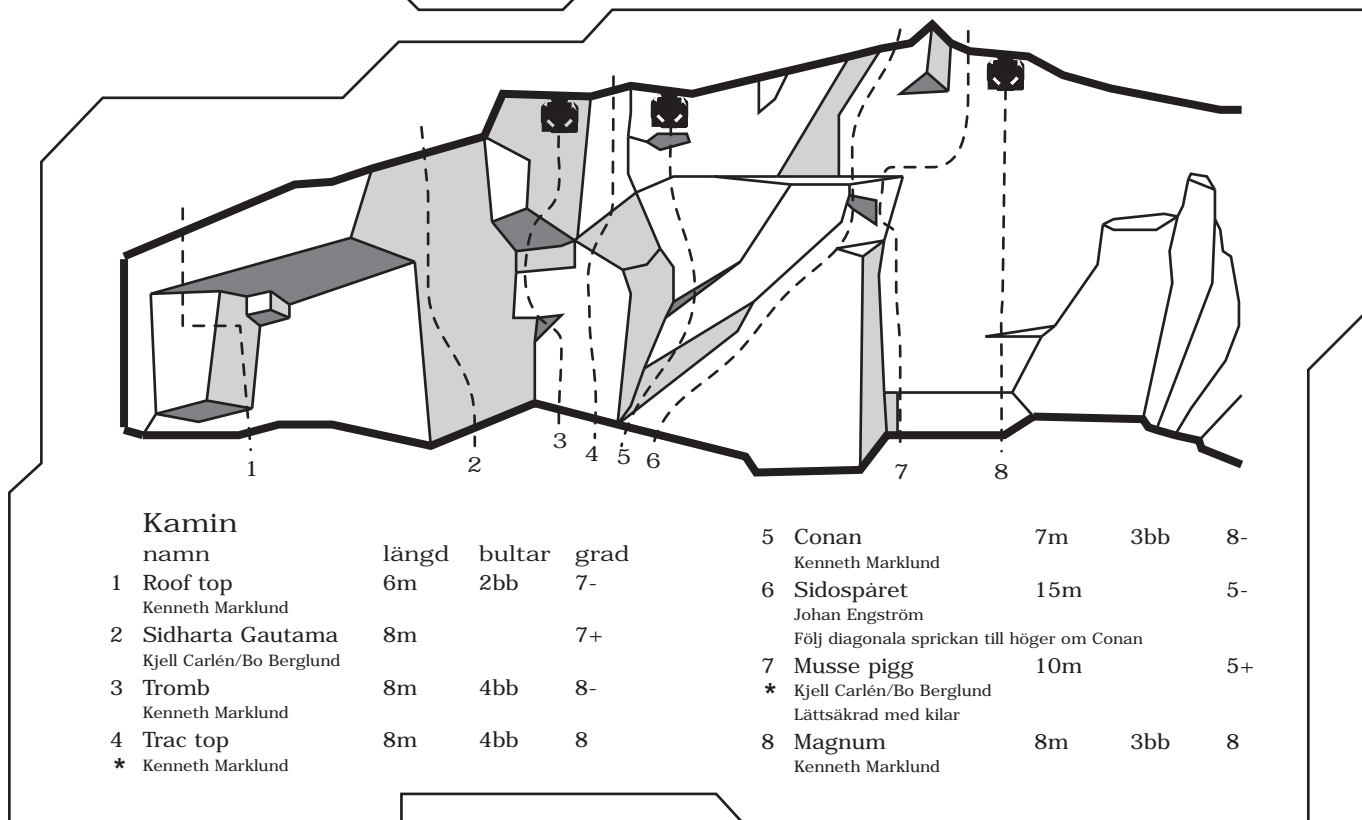 1
2
3
4
5
6
7
8
Kamin
namn längd bultar grad
1 Roof top 6m 2bb 7-
Kenneth Marklund
2 Sidharta Gautama 8m 7+
Kjell Carlén/Bo Berglund
3 Tromb 8m 4bb 8-
Kenneth Marklund
4 Trac top 8m 4bb 8
* Kenneth Marklund
5 Conan 7m 3bb 8-
Kenneth Marklund
6 Sidospåret 15m 5-
Johan Engström
Följ diagonala sprickan till höger om Conan
7 Musse pigg 10m 5+
* Kjell Carlén/Bo Berglund
Lättsäkrad med kilar
8 Magnum 8m 3bb 8
Kenneth Marklund